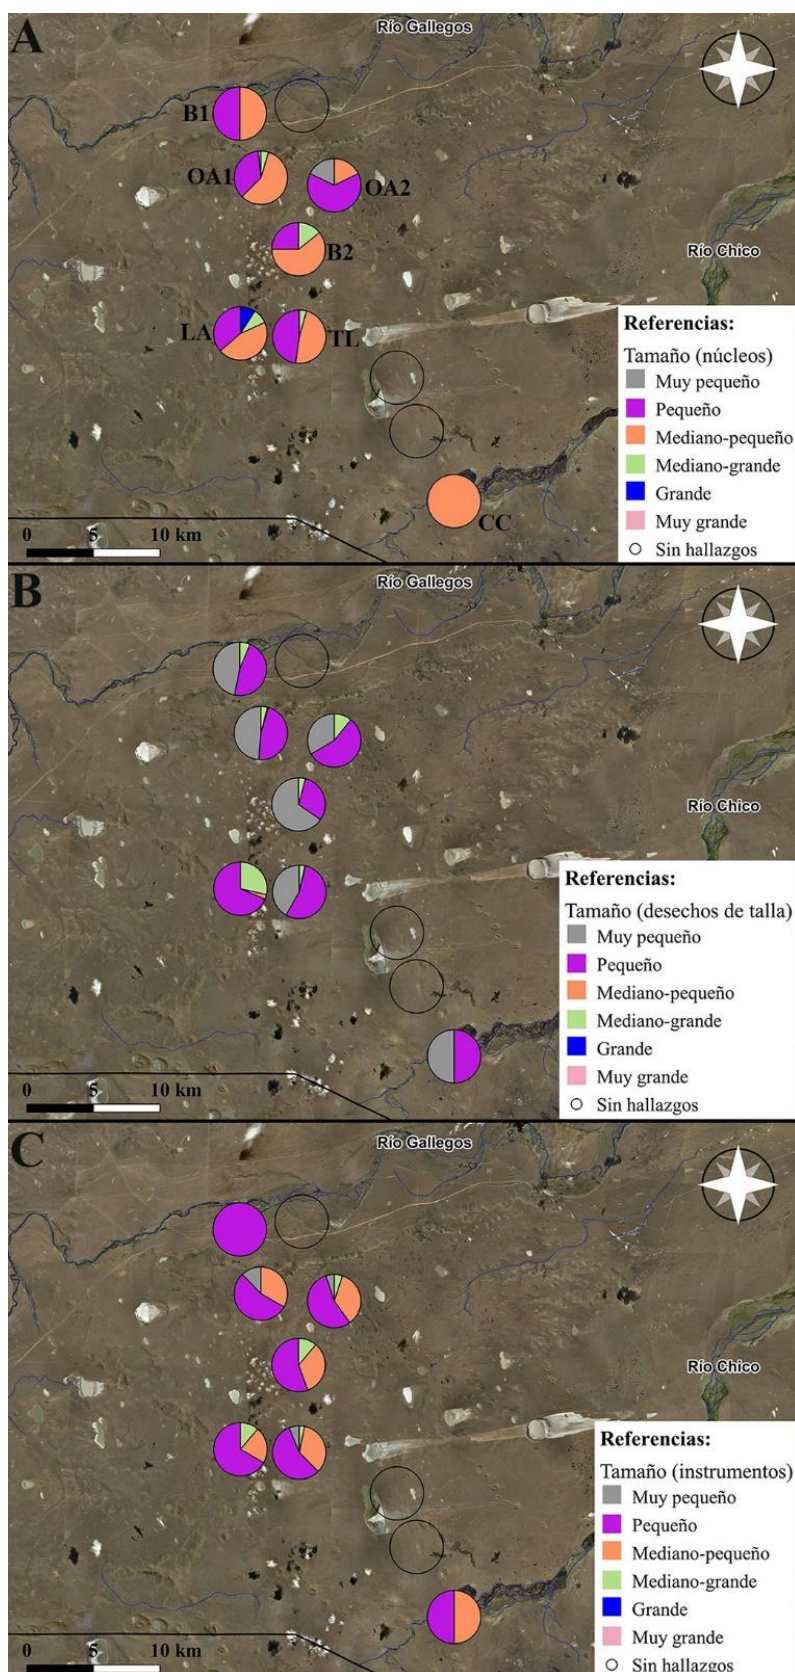 A
Río Gallegos
B1
OA1
OA2
B2
Río Chico
LA
TL
CC
Referencias:
Tamaño (núcleos)
Muy pequeño
Pequeño
Mediano-pequeño
Mediano-grande
Grande
Muy grande
Sin hallazgos
0 5 10 km
B
Río Gallegos
Río Chico
Referencias:
Tamaño (desechos de talla)
Muy pequeño
Pequeño
Mediano-pequeño
Mediano-grande
Grande
Muy grande
Sin hallazgos
0 5 10 km
C
Río Gallegos
Río Chico
Referencias:
Tamaño (instrumentos)
Muy pequeño
Pequeño
Mediano-pequeño
Mediano-grande
Grande
Muy grande
Sin hallazgos
0 5 10 km